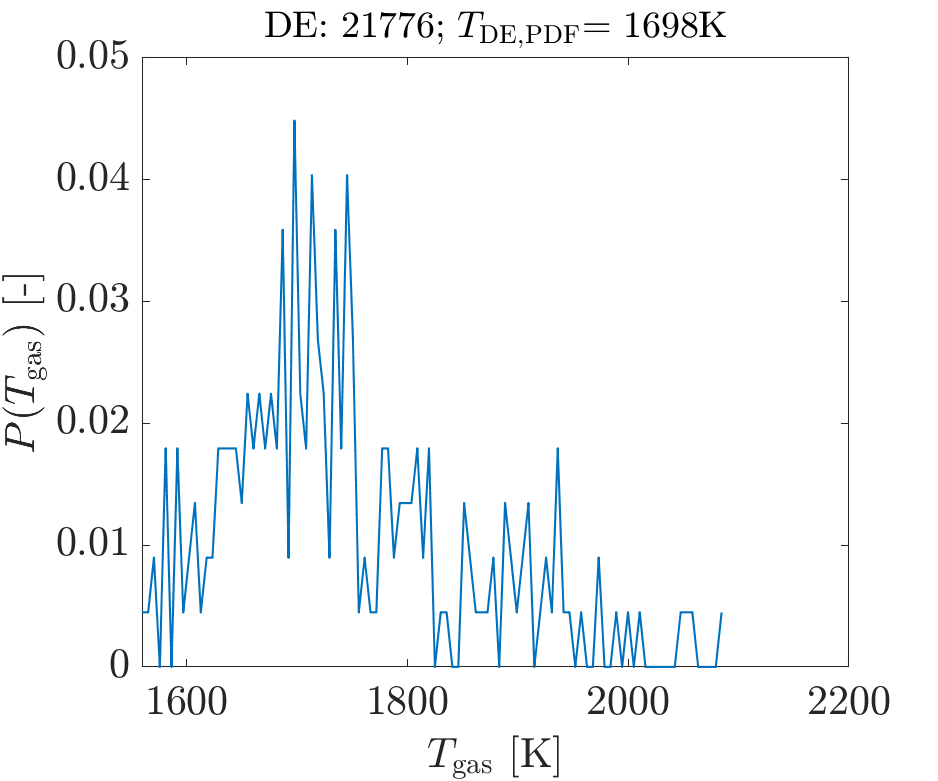 DE: 21776; T_DE,PDF= 1698K
0.05
0.04
0.03
0.02
0.01
0
P(T_gas) [-]
1600 1800 2000 2200
T_gas [K]